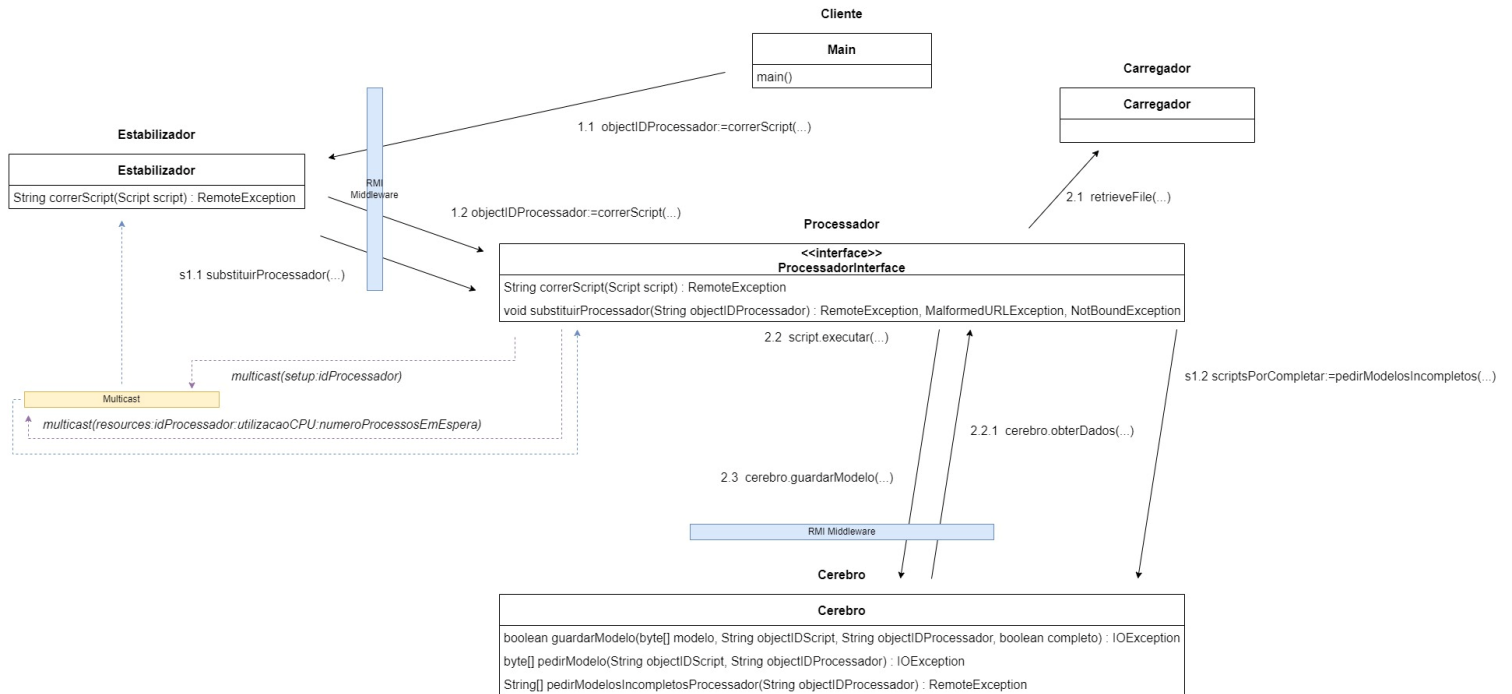 Cliente
Main
main()
Carregador
Carregador
1.1 objectIDProcessador:=correrScript(...)
Estabilizador
Estabilizador
String correrScript(Script script) : RemoteException
RMI
Middleware
2.1 retrieveFile(...)
1.2 objectIDProcessador:=correrScript(...)
Processador
<<interface>>
ProcessadorInterface
s1.1 substituirProcessador(...)
String correrScript(Script script) : RemoteException
void substituirProcessador(String objectIDProcessador) : RemoteException, MalformedURLException, NotBoundException
2.2 script.executar(...)
multicast(setup:idProcessador)
s1.2 scriptsPorCompletar:=pedirModelosIncompletos(...)
Multicast
multicast(resources:idProcessador:utilizacaoCPU:numeroProcessosEmEspera)
2.2.1 cerebro.obterDados(...)
2.3 cerebro.guardarModelo(...)
RMI Middleware
Cerebro
Cerebro
boolean guardarModelo(byte[] modelo, String objectIDScript, String objectIDProcessador, boolean completo) : IOException
byte[] pedirModelo(String objectIDScript, String objectIDProcessador) : IOException
String[] pedirModelosIncompletosProcessador(String objectIDProcessador) : RemoteException